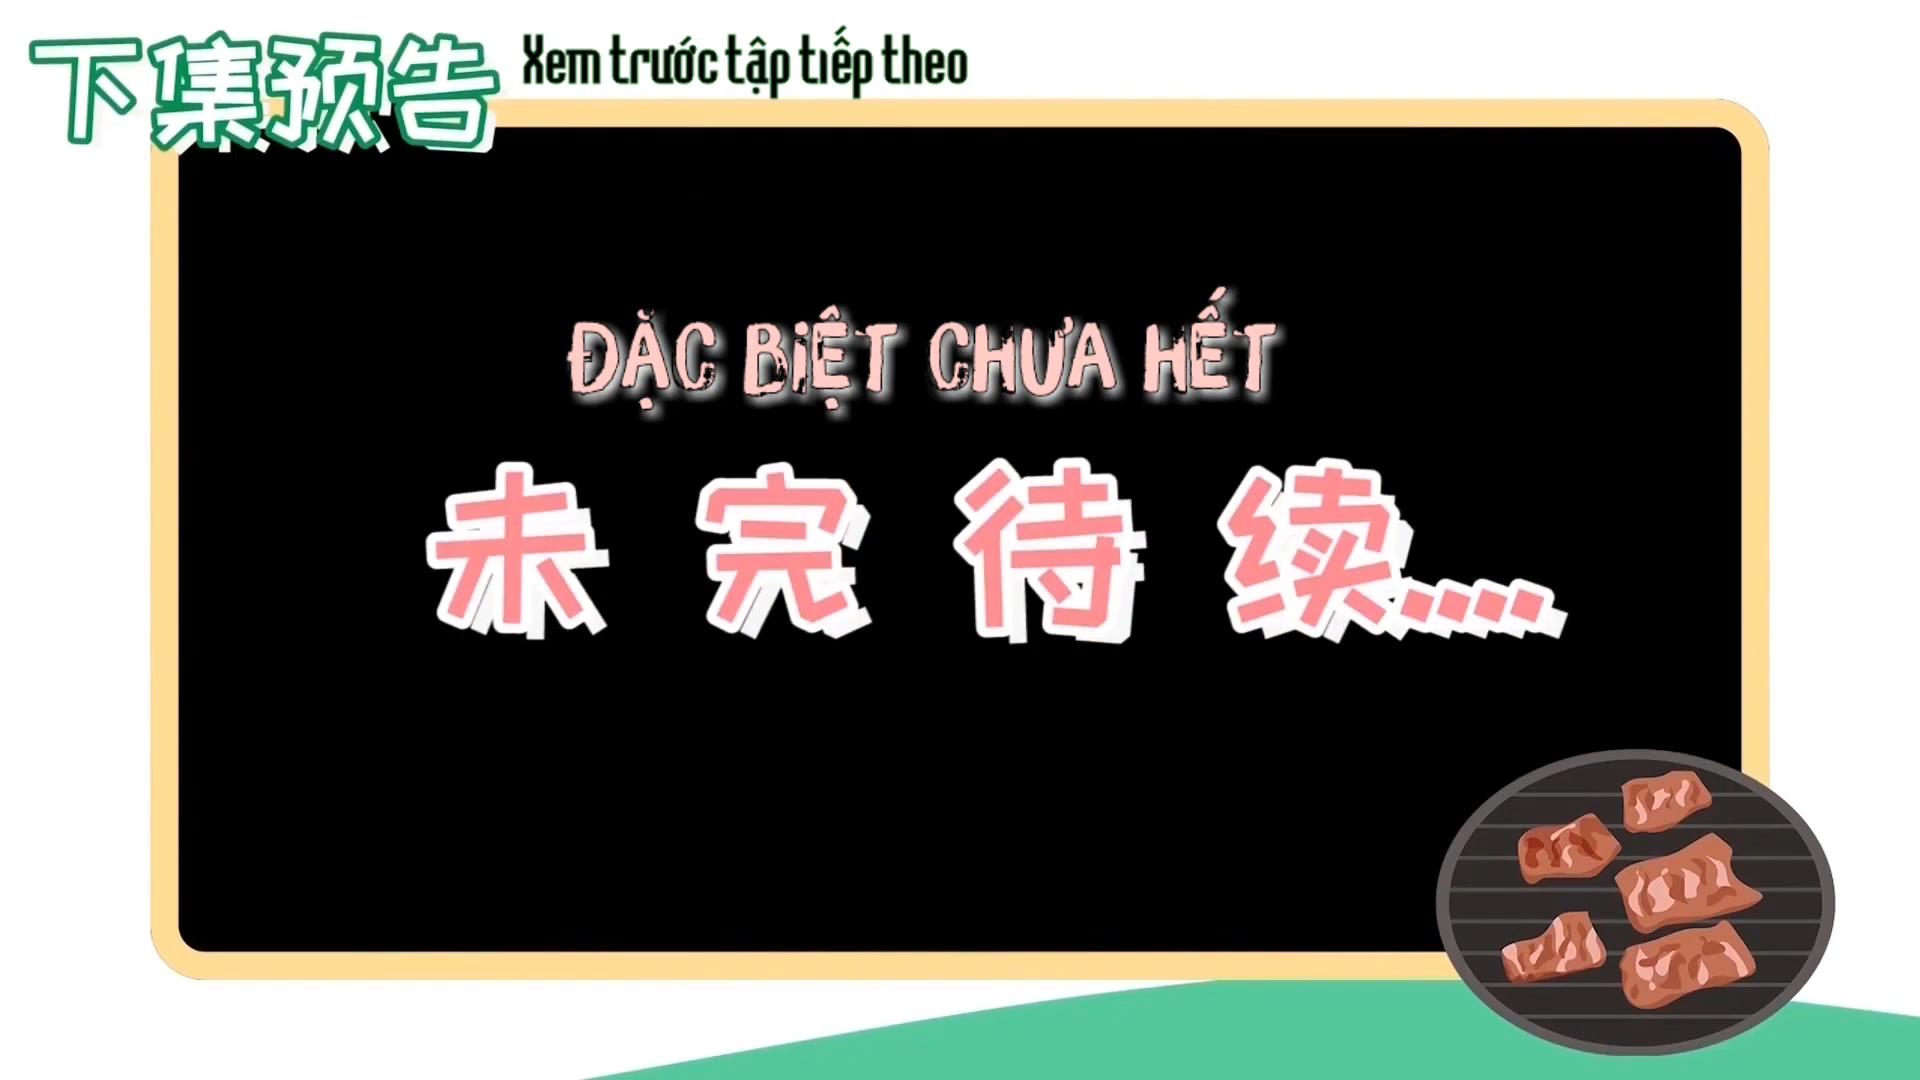 下集预告
Xem trước tập tiếp theo
ĐẶC BIỆT CHƯA HẾT
未完待续....